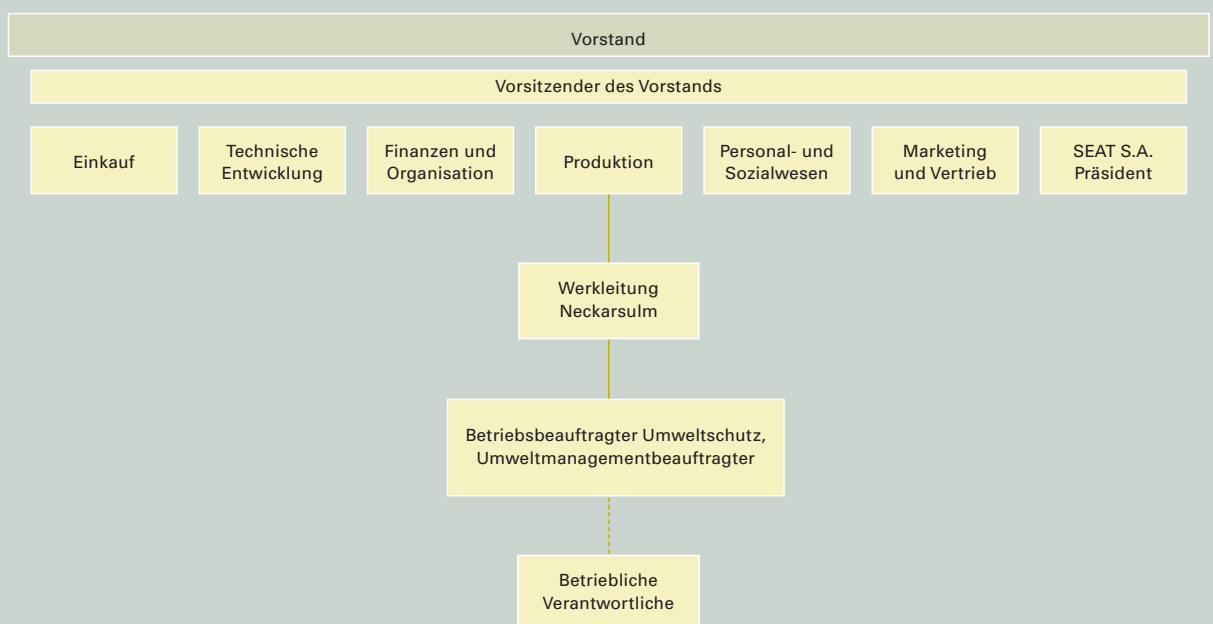 Vorstand
Vorsitzender des Vorstands
Einkauf
Technische
Entwicklung
Finanzen und
Organisation
Produktion
Personal- und
Sozialwesen
Marketing
und Vertrieb
SEAT S.A.
Präsident
Werkleitung
Neckarsulm
Betriebsbeauftragter Umweltschutz,
Umweltmanagementbeauftragter
Betriebliche
Verantwortliche